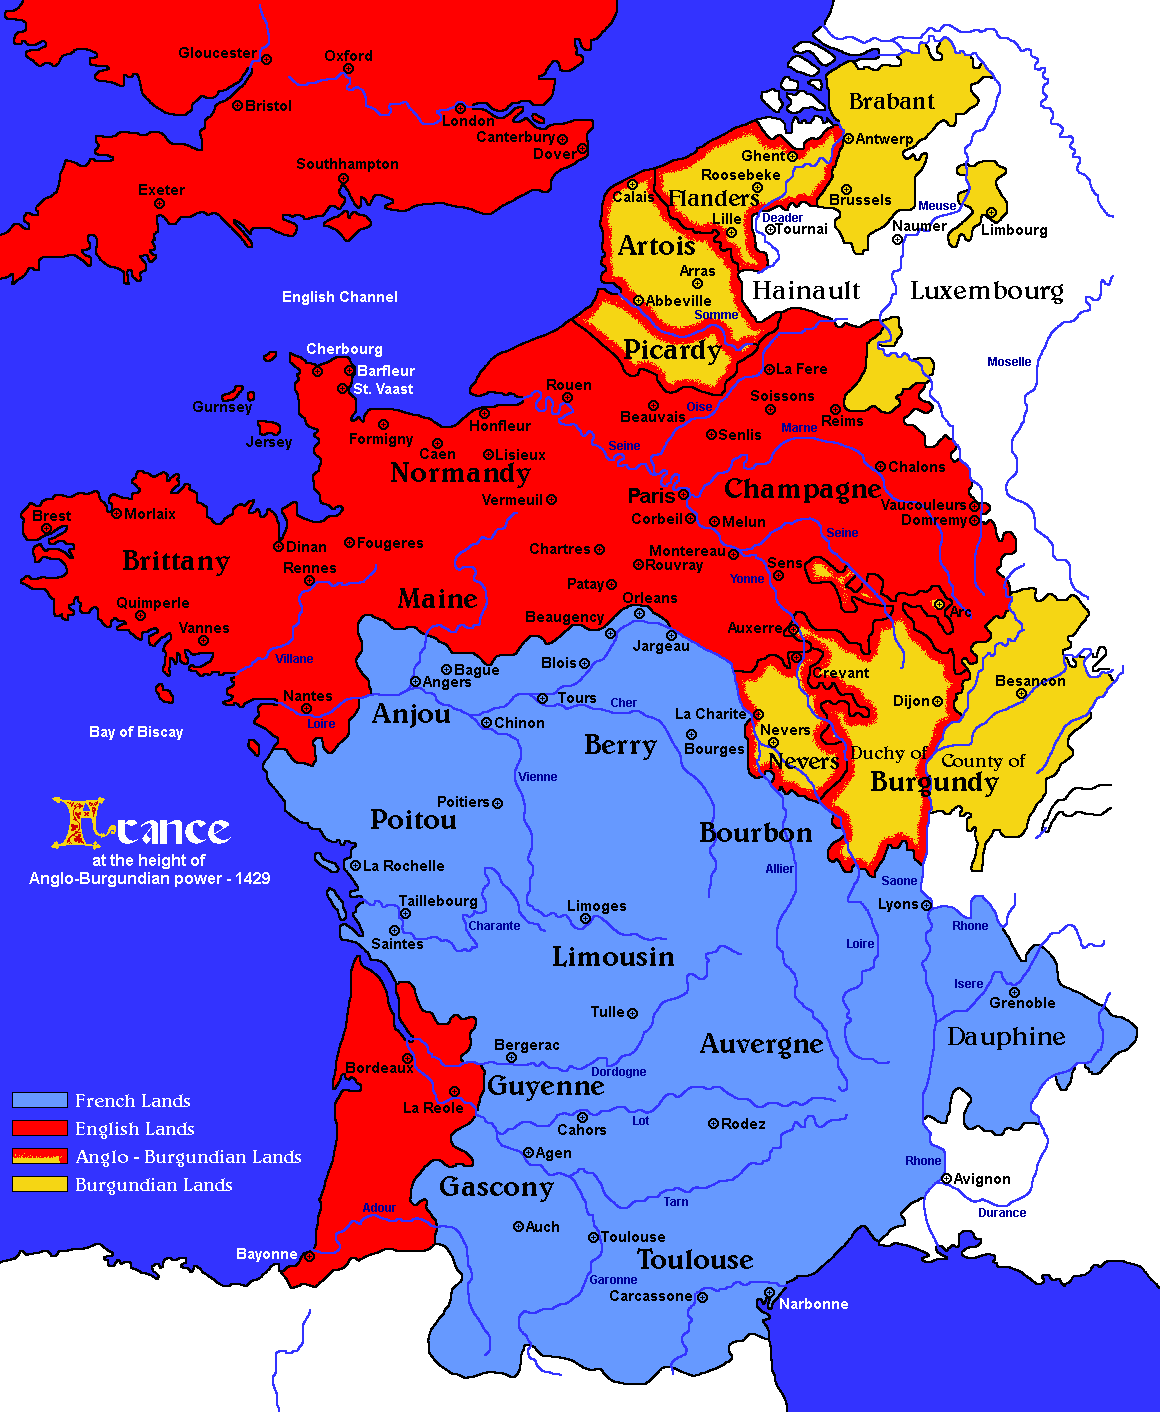 Gloucester
Oxford
Bristol
London
Canterbury
Dover
Southhampton
Exeter
Brabant
Antwerp
Ghent
Roosebeke
Calais
Flanders
Brussels
Meuse
Lille
Deader
Tournai
Naumer
Limbourg
Artois
Arras
Abbeville
Hainault
Luxembourg
English Channel
Somme
Picardy
Cherbourg
Barfleur
St. Vaast
Moselle
La Fere
Rouen
Soissons
Gurnsey
Beauvais
Oise
Reims
Honfleur
Jersey
Formigny
Caen
Seine
Senlis
Marne
Lisieux
Normandy
Chalons
Champagne
Paris
Vermeuil
Vaucouleurs
Brest
Morlaix
Corbeil
Melun
Domremy
Seine
Dinan
Fougeres
Chartres
Montereau
Brittany
Rennes
Rouvray
Sens
Yonne
Patay
Maine
Orleans
Quimperle
Arc
Beaugency
Vannes
Auxerre
Jargeau
Villane
Blois
Bague
Crevant
Angers
Besancon
Nantes
Tours
Cher
Dijon
Loire
Anjou
Chinon
La Charite
Bay of Biscay
Berry
Bourges
Nevers
Nevers
Duchy of
County of
Burgundy
Vienne
Poitiers
Poitou
Bourbon
France
at the height of
Anglo-Burgundian power - 1429
La Rochelle
Allier
Saone
Taillebourg
Limoges
Lyons
Charante
Rhone
Saintes
Loire
Limousin
Isere
Grenoble
Tulle
Dauphine
Auvergne
Bergerac
Bordeaux
Dordogne
Guyenne
French Lands
La Reole
Lot
Cahors
Rodez
English Lands
Agen
Anglo - Burgundian Lands
Rhone
Avignon
Burgundian Lands
Gascony
Tarn
Adour
Durance
Auch
Toulouse
Bayonne
Toulouse
Garonne
Carcassone
Narbonne